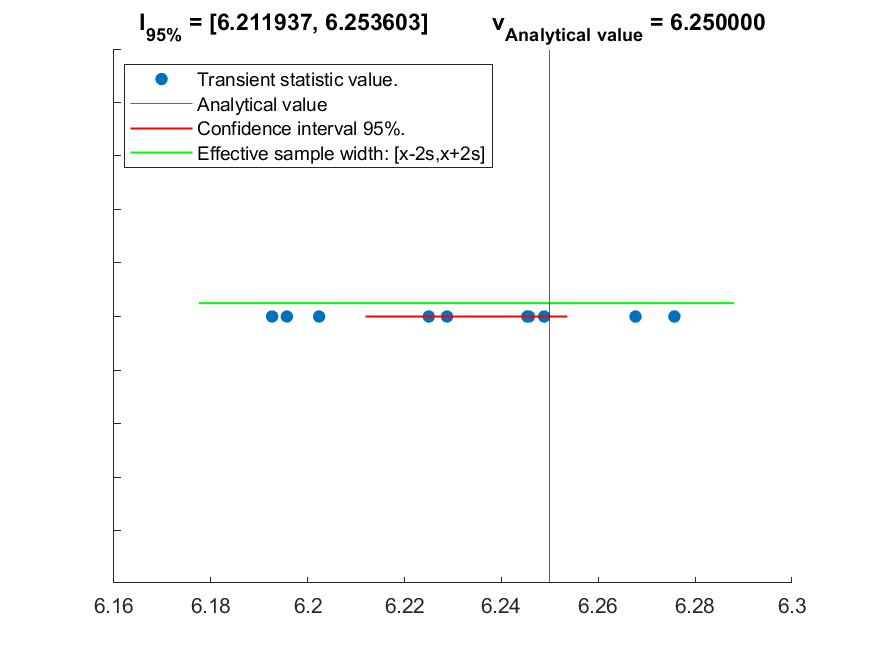 I95% = [6.211937, 6.253603] vAnalytical value = 6.250000
Transient statistic value.
Analytical value
Confidence interval 95%.
Effective sample width: [x-2s,x+2s]
6.16 6.18 6.2 6.22 6.24 6.26 6.28 6.3